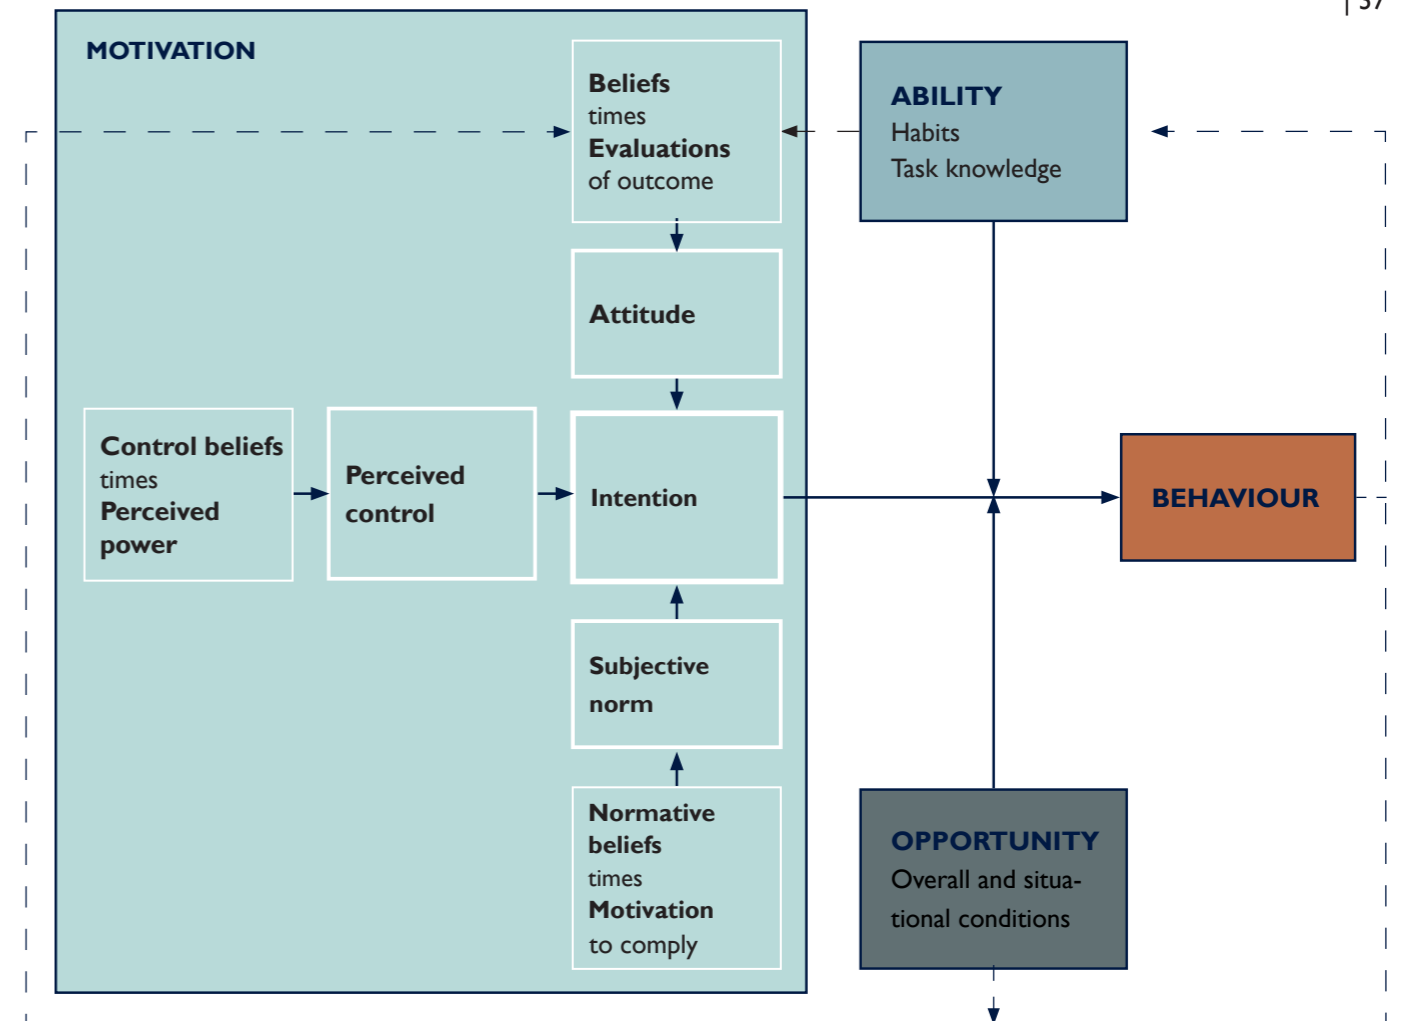 | 37
MOTIVATION
Beliefs
times
Evaluations
of outcome
ABILITY
Habits
Task knowledge
Attitude
Control beliefs
times
Perceived
power
Perceived
control
Intention
BEHAVIOUR
Subjective
norm
Normative
beliefs
times
Motivation
to comply
OPPORTUNITY
Overall and situa-
tional conditions